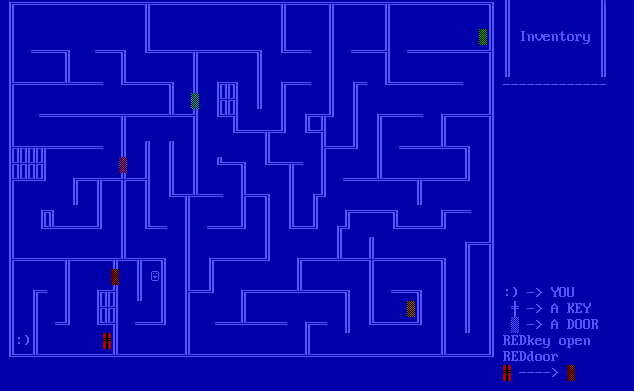 Inventory
:)
:) -> YOU
-> A KEY
-> A DOOR
REDkey open
REDdoor
---->